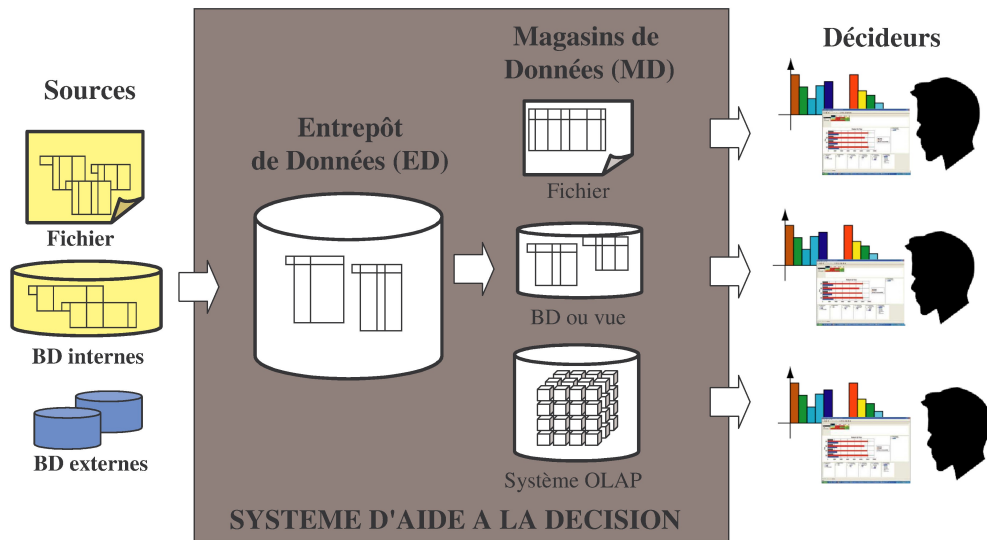 Sources
Fichier
BD internes
BD externes
Entrepôt
de Données (ED)
Magasins de
Données (MD)
Fichier
BD ou vue
Système OLAP
SYSTEME D'AIDE A LA DECISION
Décideurs